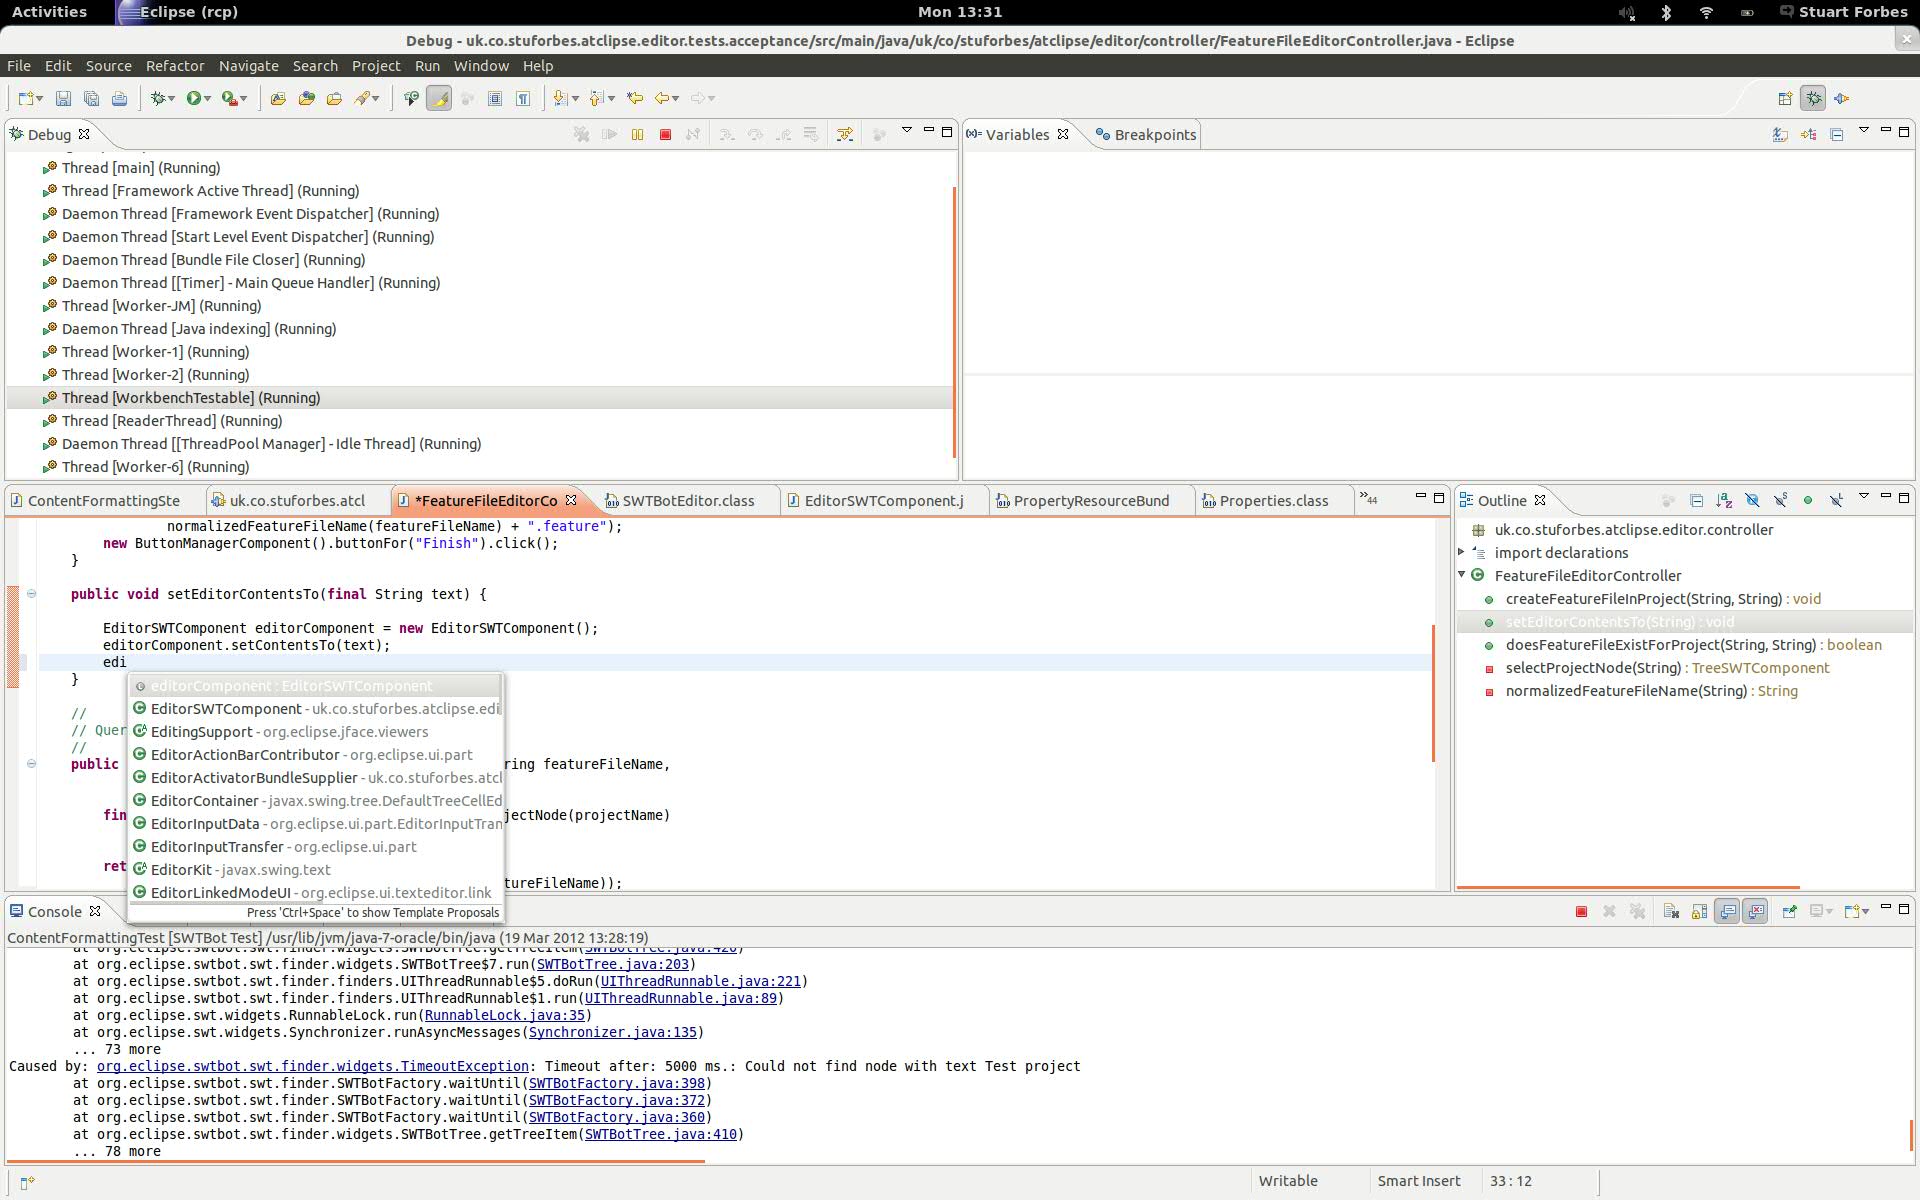 Activities
Eclipse (rcp)
Mon 13:31
Stuart Forbes
Debug - uk.co.stuforbes.atclipse.editor.tests.acceptance/src/main/java/uk/co/stuforbes/atclipse/editor/controller/FeatureFileEditorController.java - Eclipse
File Edit Source Refactor Navigate Search Project Run Window Help
Debug
Thread [main] (Running)
Thread [Framework Active Thread] (Running)
Daemon Thread [Framework Event Dispatcher] (Running)
Daemon Thread [Start Level Event Dispatcher] (Running)
Daemon Thread [Bundle File Closer] (Running)
Daemon Thread [[Timer] - Main Queue Handler] (Running)
Thread [Worker-JM] (Running)
Daemon Thread [Java indexing] (Running)
Thread [Worker-1] (Running)
Thread [Worker-2] (Running)
Thread [WorkbenchTestable] (Running)
Thread [ReaderThread] (Running)
Daemon Thread [[ThreadPool Manager] - Idle Thread] (Running)
Thread [Worker-6] (Running)
(x)= Variables
Breakpoints
ContentFormattingSte
uk.co.stuforbes.atcl
*FeatureFileEditorCo
SWTBotEditor.class
EditorSWTComponent.j
PropertyResourceBund
Properties.class
»44
normalizedFeatureFileName(featureFileName) + ".feature");
new ButtonManagerComponent().buttonFor("Finish").click();
}
public void setEditorContentsTo(final String text) {
EditorSWTComponent editorComponent = new EditorSWTComponent();
editorComponent.setContentsTo(text);
edi
}
//
// Quer
//
public
ring featureFileName,
fin
jectNode(projectName)
ret
tureFileName));
editorComponent : EditorSWTComponent
EditorSWTComponent - uk.co.stuforbes.atclipse.edi
EditingSupport - org.eclipse.jface.viewers
EditorActionBarContributor - org.eclipse.ui.part
EditorActivatorBundleSupplier - uk.co.stuforbes.atcl
EditorContainer - javax.swing.tree.DefaultTreeCellEd
EditorInputData - org.eclipse.ui.part.EditorInputTran
EditorInputTransfer - org.eclipse.ui.part
EditorKit - javax.swing.text
EditorLinkedModeUI - org.eclipse.ui.texteditor.link
Press 'Ctrl+Space' to show Template Proposals
Outline
uk.co.stuforbes.atclipse.editor.controller
import declarations
FeatureFileEditorController
createFeatureFileInProject(String, String) : void
setEditorContentsTo(String) : void
doesFeatureFileExistForProject(String, String) : boolean
selectProjectNode(String) : TreeSWTComponent
normalizedFeatureFileName(String) : String
Console
ContentFormattingTest [SWTBot Test] /usr/lib/jvm/java-7-oracle/bin/java (19 Mar 2012 13:28:19)
at org.eclipse.swtbot.swt.finder.widgets.SWTBotTree.getTreeItem(SWTBotTree.java:420)
at org.eclipse.swtbot.swt.finder.widgets.SWTBotTree$7.run(SWTBotTree.java:203)
at org.eclipse.swtbot.swt.finder.finders.UIThreadRunnable$5.doRun(UIThreadRunnable.java:221)
at org.eclipse.swtbot.swt.finder.finders.UIThreadRunnable$1.run(UIThreadRunnable.java:89)
at org.eclipse.swt.widgets.RunnableLock.run(RunnableLock.java:35)
at org.eclipse.swt.widgets.Synchronizer.runAsyncMessages(Synchronizer.java:135)
... 73 more
Caused by: org.eclipse.swtbot.swt.finder.widgets.TimeoutException: Timeout after: 5000 ms.: Could not find node with text Test project
at org.eclipse.swtbot.swt.finder.SWTBotFactory.waitUntil(SWTBotFactory.java:398)
at org.eclipse.swtbot.swt.finder.SWTBotFactory.waitUntil(SWTBotFactory.java:372)
at org.eclipse.swtbot.swt.finder.SWTBotFactory.waitUntil(SWTBotFactory.java:360)
at org.eclipse.swtbot.swt.finder.widgets.SWTBotTree.getTreeItem(SWTBotTree.java:410)
... 78 more
Writable
Smart Insert
33 : 12